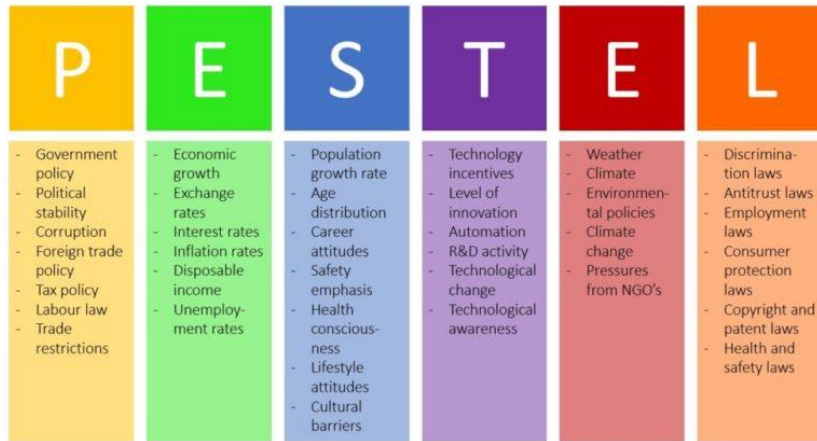 P
E
S
T
E
L
- Government
policy
- Political
stability
- Corruption
- Foreign trade
policy
- Tax policy
- Labour law
- Trade
restrictions
- Economic
growth
- Exchange
rates
- Interest rates
- Inflation rates
- Disposable
income
- Unemploy-
ment rates
- Population
growth rate
- Age
distribution
- Career
attitudes
- Safety
emphasis
- Health
conscious-
ness
- Lifestyle
attitudes
- Cultural
barriers
- Technology
incentives
- Level of
innovation
- Automation
- R&D activity
- Technological
change
- Technological
awareness
- Weather
- Climate
- Environmen-
tal policies
- Climate
change
- Pressures
from NGO's
- Discrimina-
tion laws
- Antitrust laws
- Employment
laws
- Consumer
protection
laws
- Copyright and
patent laws
- Health and
safety laws